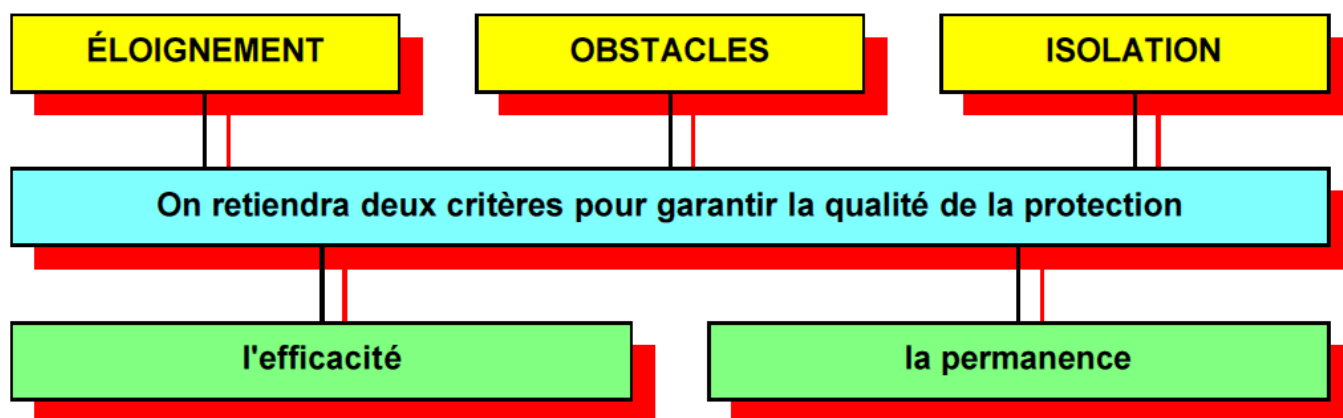 ÉLOIGNEMENT
OBSTACLES
ISOLATION
On retiendra deux critères pour garantir la qualité de la protection
l'efficacité
la permanence